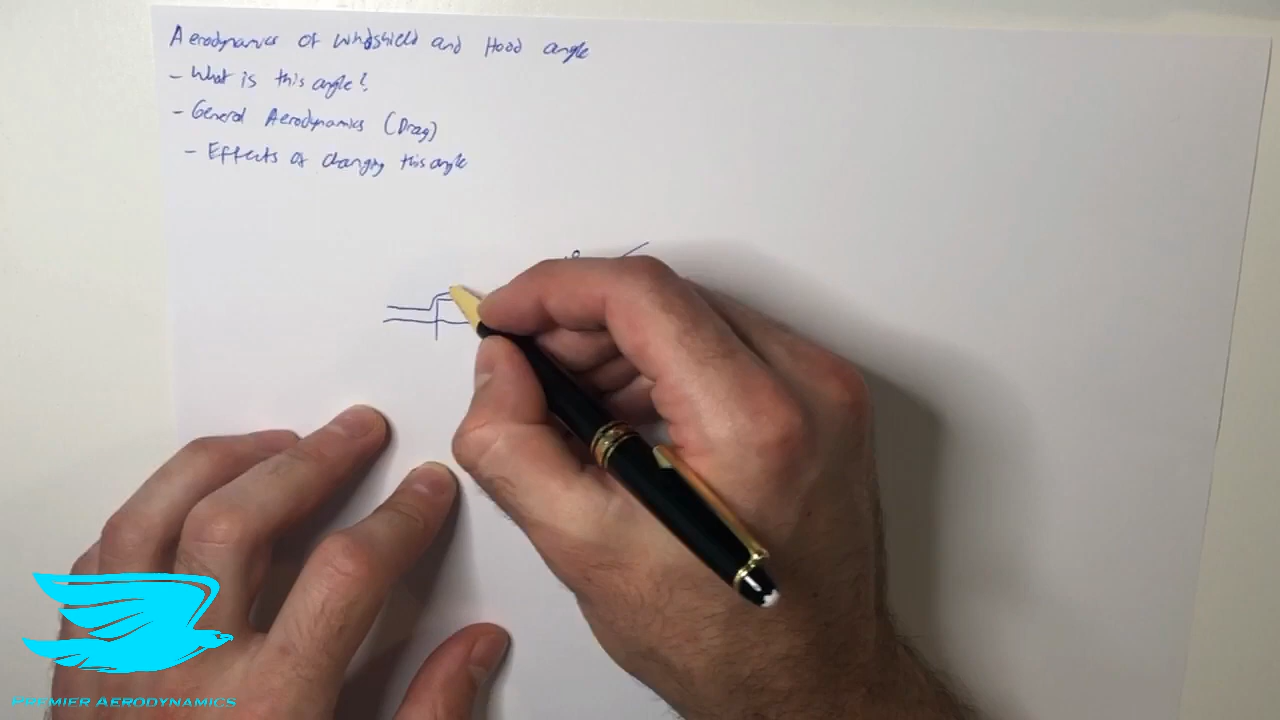 Aerodynamics of Windshield and Hood angle
- What is this angle?
- General Aerodynamics (Drag)
- Effects of changing this angle
θ
PREMIER AERODYNAMICS